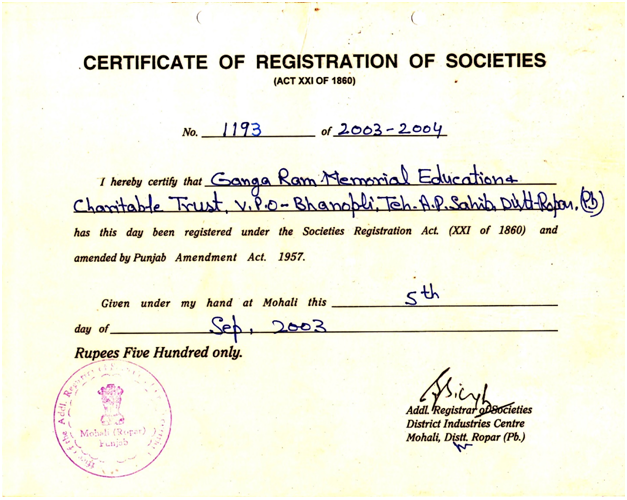 CERTIFICATE OF REGISTRATION OF SOCIETIES
(ACT XXI OF 1860)
No. 1193 of 2003-2004
I hereby certify that Ganga Ram Memorial Education &
Charitable Trust, V.P.O-Bhanopli, Teh. A.P. Sahib, Distt-Ropar, (Pb)
has this day been registered under the Societies Registration Act. (XXI of 1860) and
amended by Punjab Amendment Act. 1957.
Given under my hand at Mohali this 5th
day of Sep, 2003
Rupees Five Hundred only.
Mohali (Ropar)
Punjab
Addl. Registrar of Societies
District Industries Centre
Mohali, Distt. Ropar (Pb.)